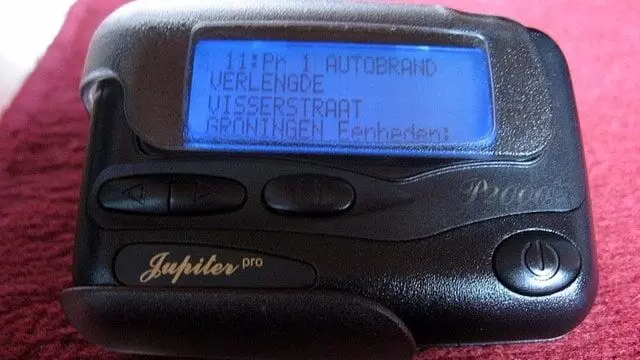 11:Pr 1 AUTOBRAND
VERLENGDE
VISSERSTRAAT
GRONINGEN Eenheden:
P2000
Jupiter pro